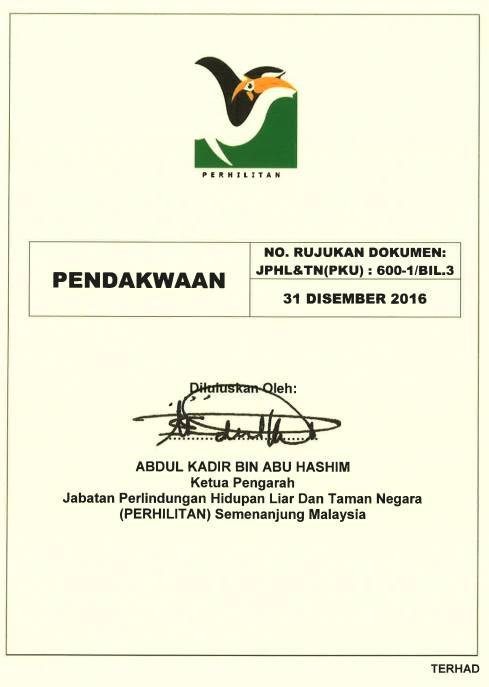 PERHILITAN
PENDAKWAAN
NO. RUJUKAN DOKUMEN:
JPHL&TN(PKU) : 600-1/BIL.3
31 DISEMBER 2016
Diluluskan Oleh:
ABDUL KADIR BIN ABU HASHIM
Ketua Pengarah
Jabatan Perlindungan Hidupan Liar Dan Taman Negara
(PERHILITAN) Semenanjung Malaysia
TERHAD